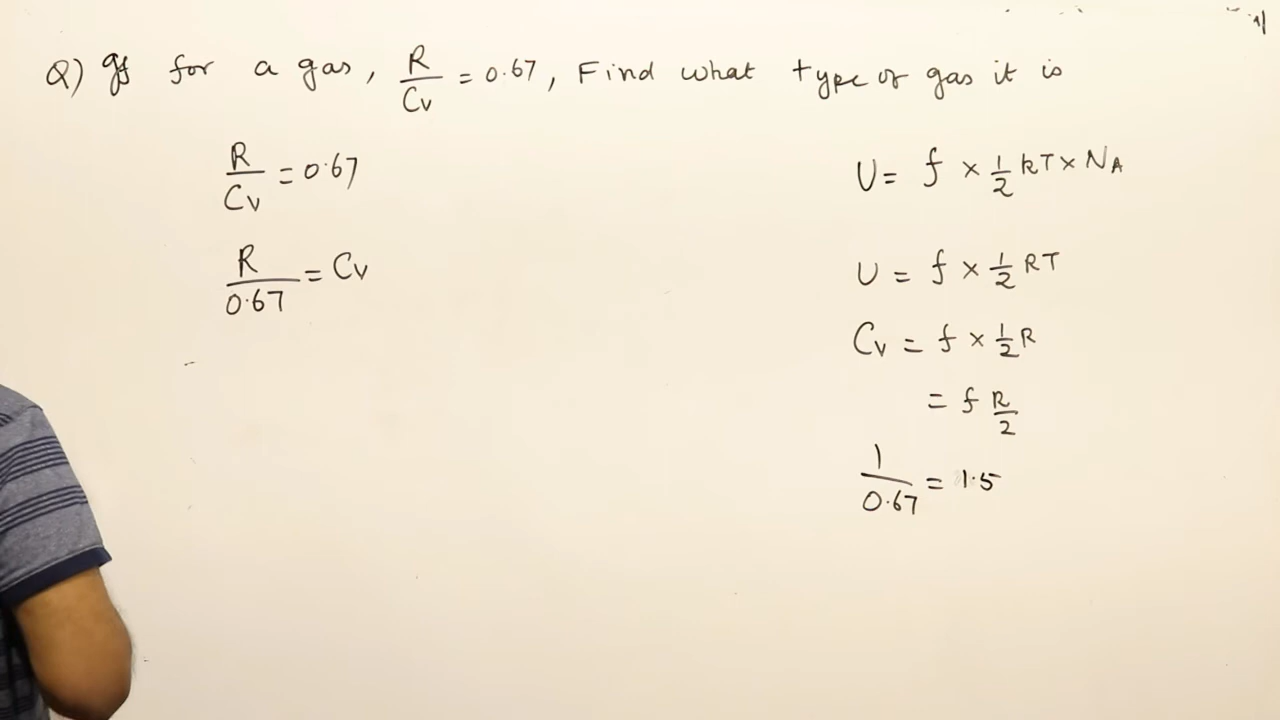 Q) If for a gas, R/Cv = 0.67, Find what type of gas it is
R/Cv = 0.67
R/0.67 = Cv
U = f × 1/2 kT × NA
U = f × 1/2 RT
Cv = f × 1/2 R
= f R/2
1/0.67 = 1.5